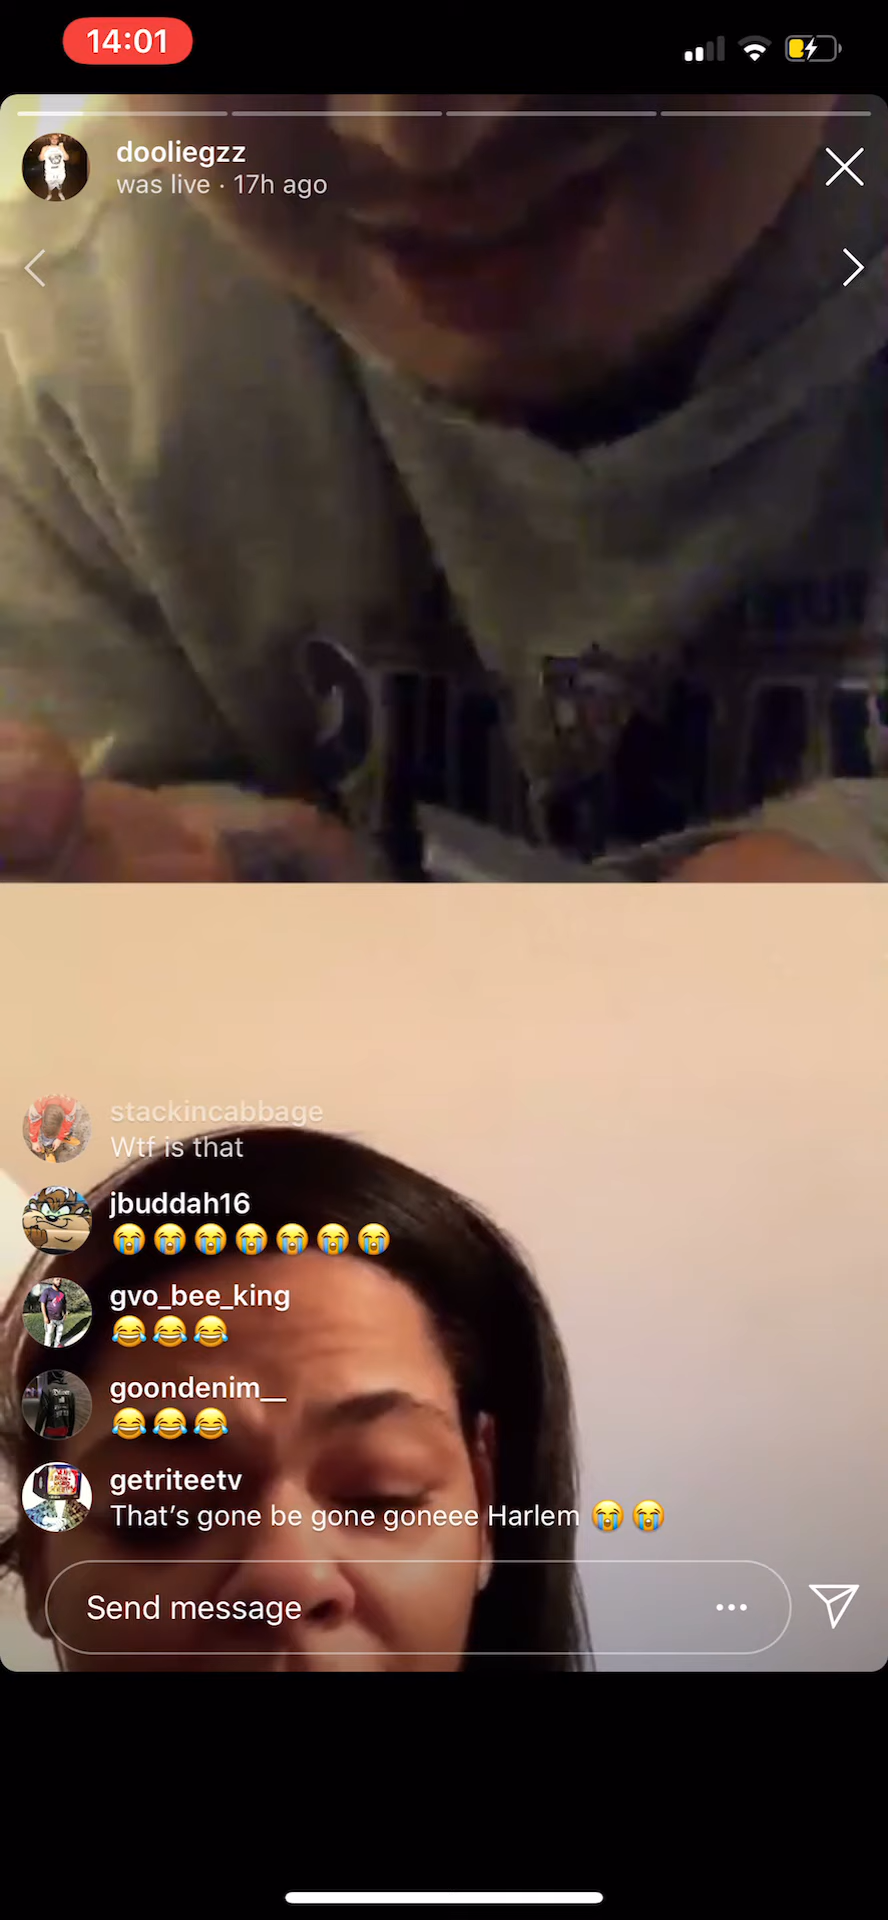 14:01
dooliegzz
was live · 17h ago
stackincabbage
Wtf is that
jbuddah16
😭😭😭😭😭😭😭
gvo_bee_king
😂😂😂
goondenim__
😂😂😂
getriteetv
That's gone be gone goneee Harlem 😭😭
Send message